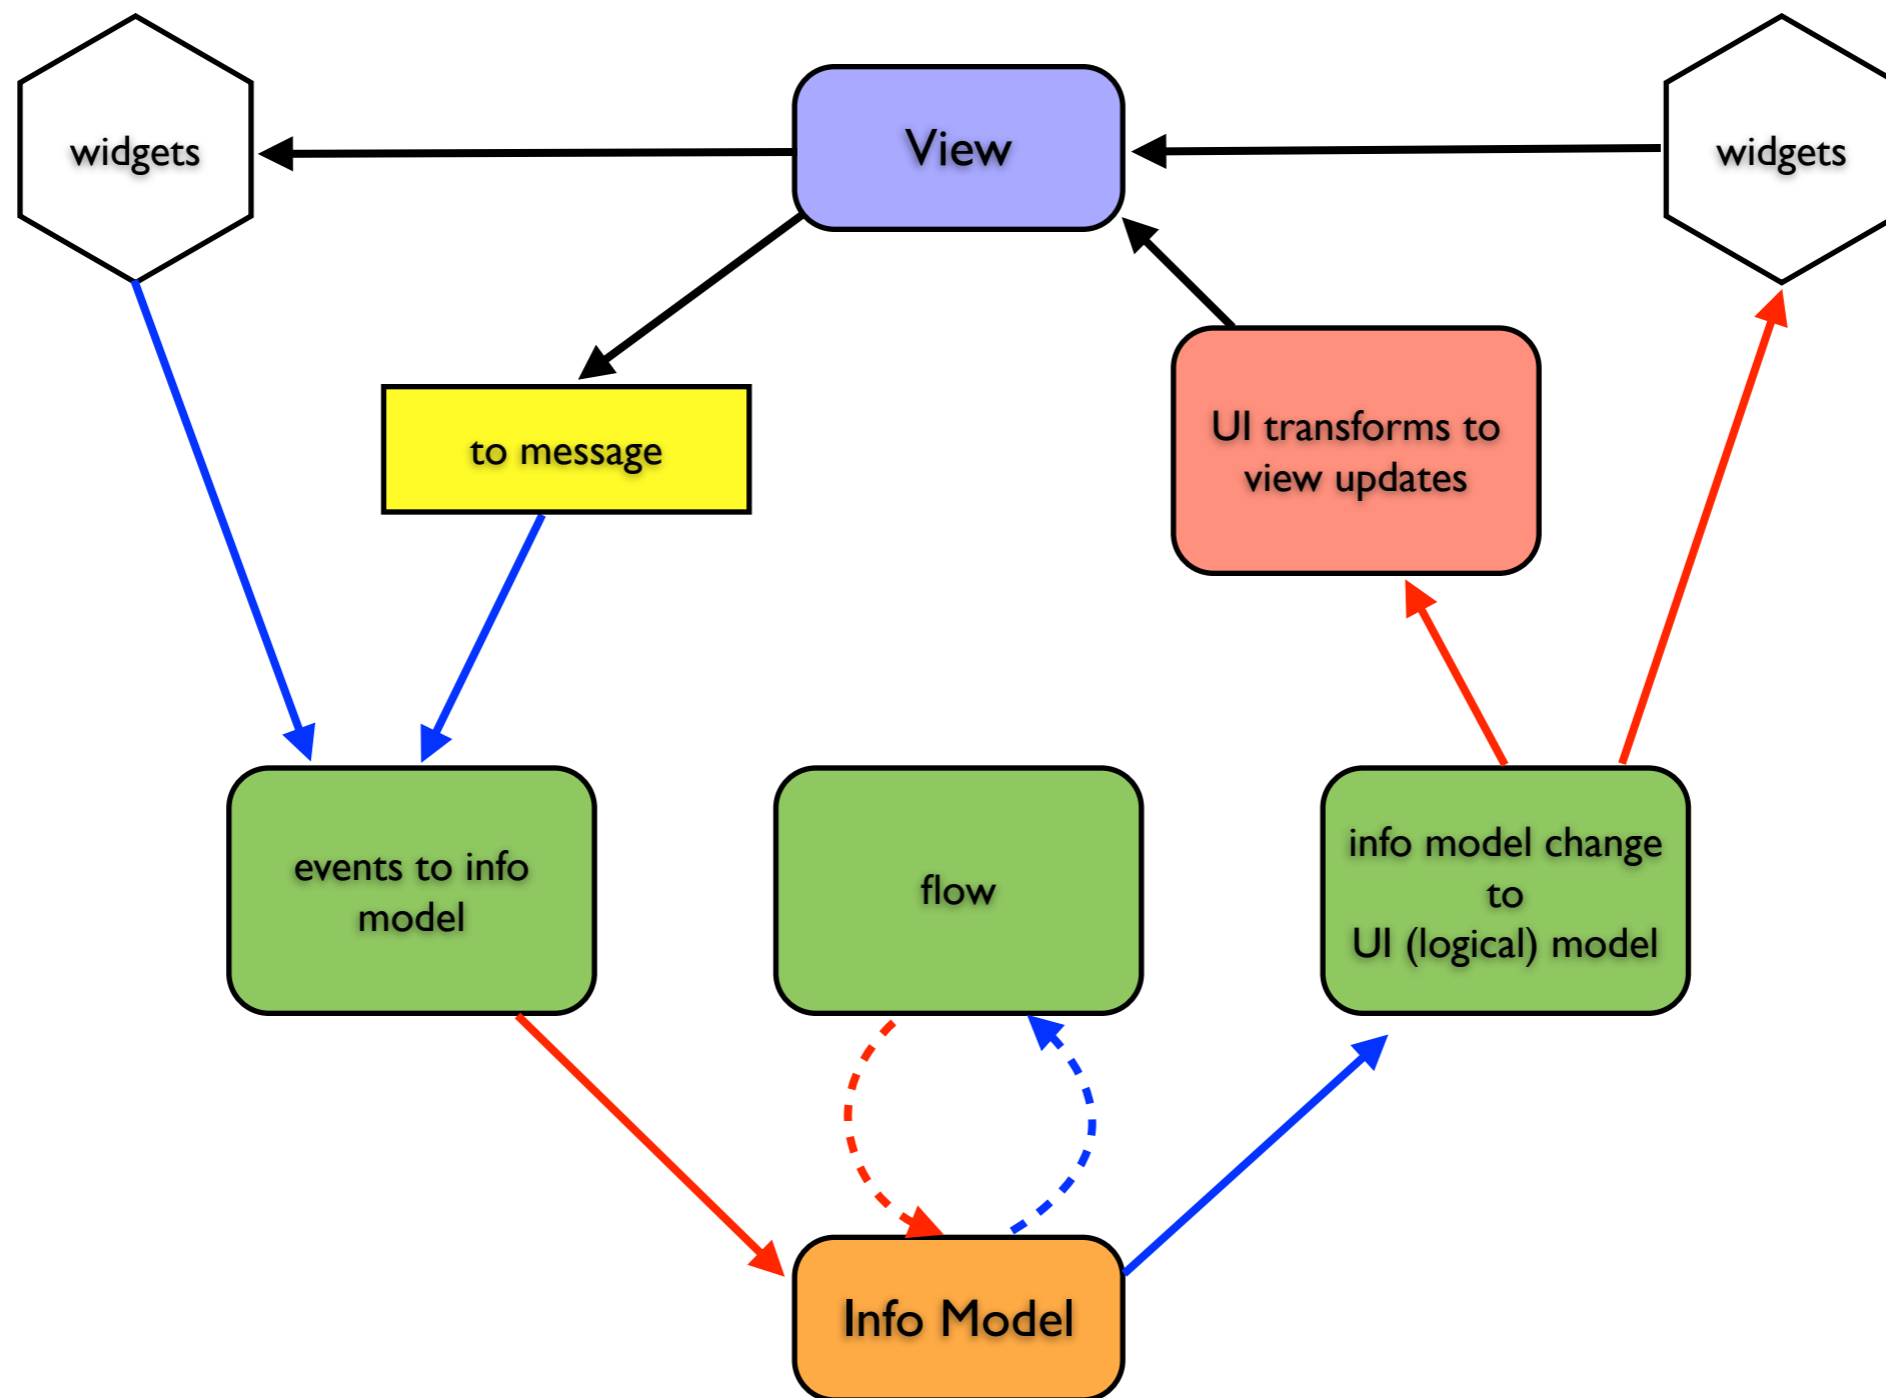 widgets
View
widgets
to message
UI transforms to
view updates
events to info
model
flow
info model change
to
UI (logical) model
Info Model